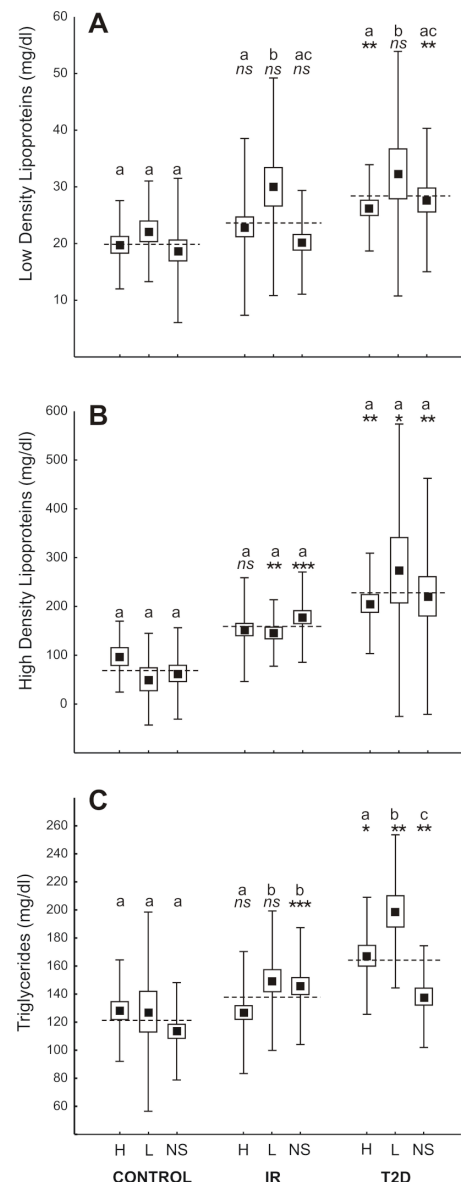 A
Low Density Lipoproteins (mg/dl)
60
50
40
30
20
10
a a a
a b ac
ns ns ns
a b ac
** ns **
B
High Density Lipoproteins (mg/dl)
600
500
400
300
200
100
0
a a a
a a a
ns ** ***
a a a
** * **
C
Triglycerides (mg/dl)
260
240
220
200
180
160
140
120
100
80
60
a a a
a b b
ns ns ***
a b c
* ** **
H L NS H L NS H L NS
CONTROL IR T2D